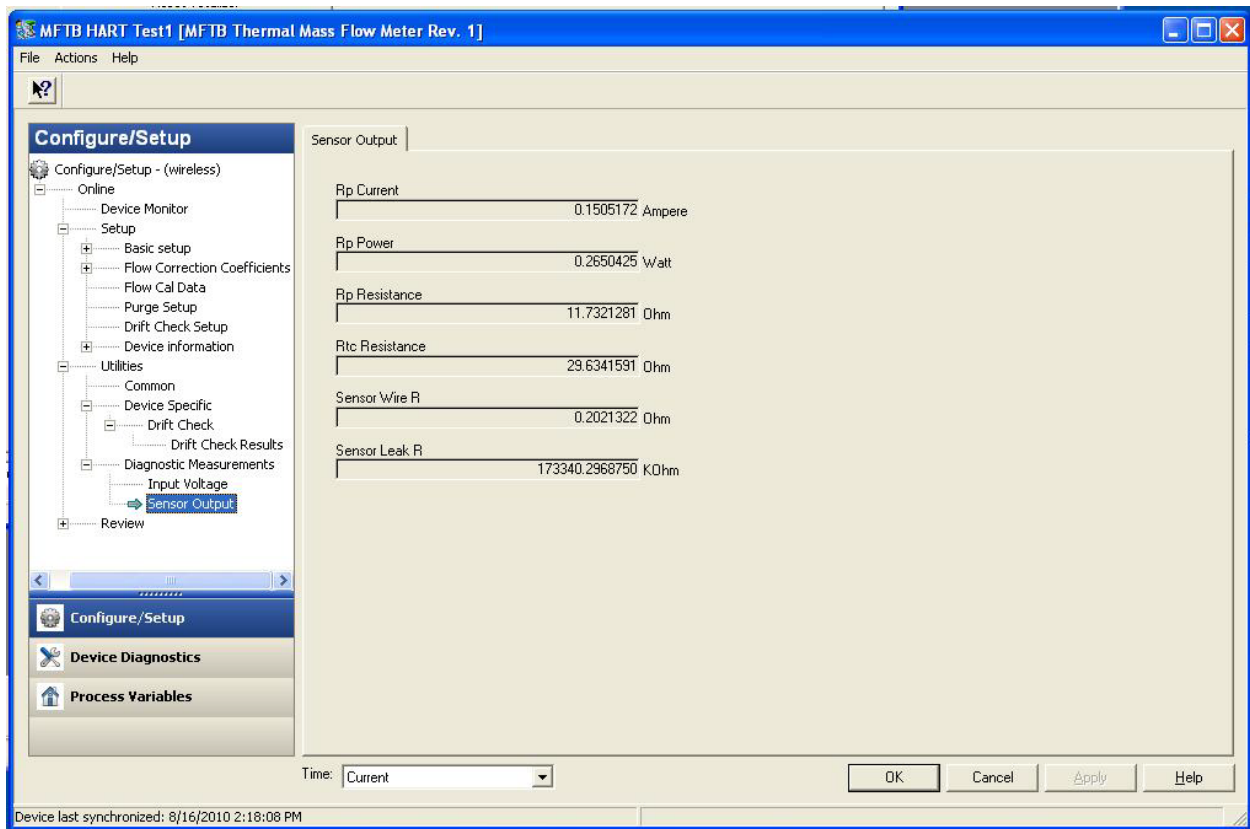 MFTB HART Test1 [MFTB Thermal Mass Flow Meter Rev. 1]
File Actions Help
Configure/Setup
Configure/Setup - (wireless)
Online
Device Monitor
Setup
Basic setup
Flow Correction Coefficients
Flow Cal Data
Purge Setup
Drift Check Setup
Device information
Utilities
Common
Device Specific
Drift Check
Drift Check Results
Diagnostic Measurements
Input Voltage
Sensor Output
Review
Configure/Setup
Device Diagnostics
Process Variables
Sensor Output
Rp Current
0.1505172 Ampere
Rp Power
0.2650425 Watt
Rp Resistance
11.7321281 Ohm
Rtc Resistance
29.6341591 Ohm
Sensor Wire R
0.2021322 Ohm
Sensor Leak R
173340.2968750 KOhm
Time: Current
OK Cancel Apply Help
Device last synchronized: 8/16/2010 2:18:08 PM